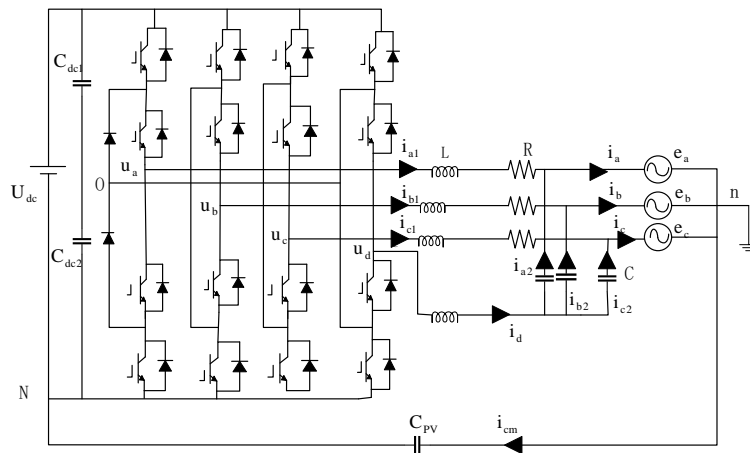 C_dc1
i_a1
L
R
i_a
e_a
u_a
O
U_dc
i_b1
i_b
e_b
n
u_b
i_c1
i_c
e_c
u_c
u_d
C_dc2
i_a2
C
i_b2
i_c2
i_d
N
C_PV
i_cm